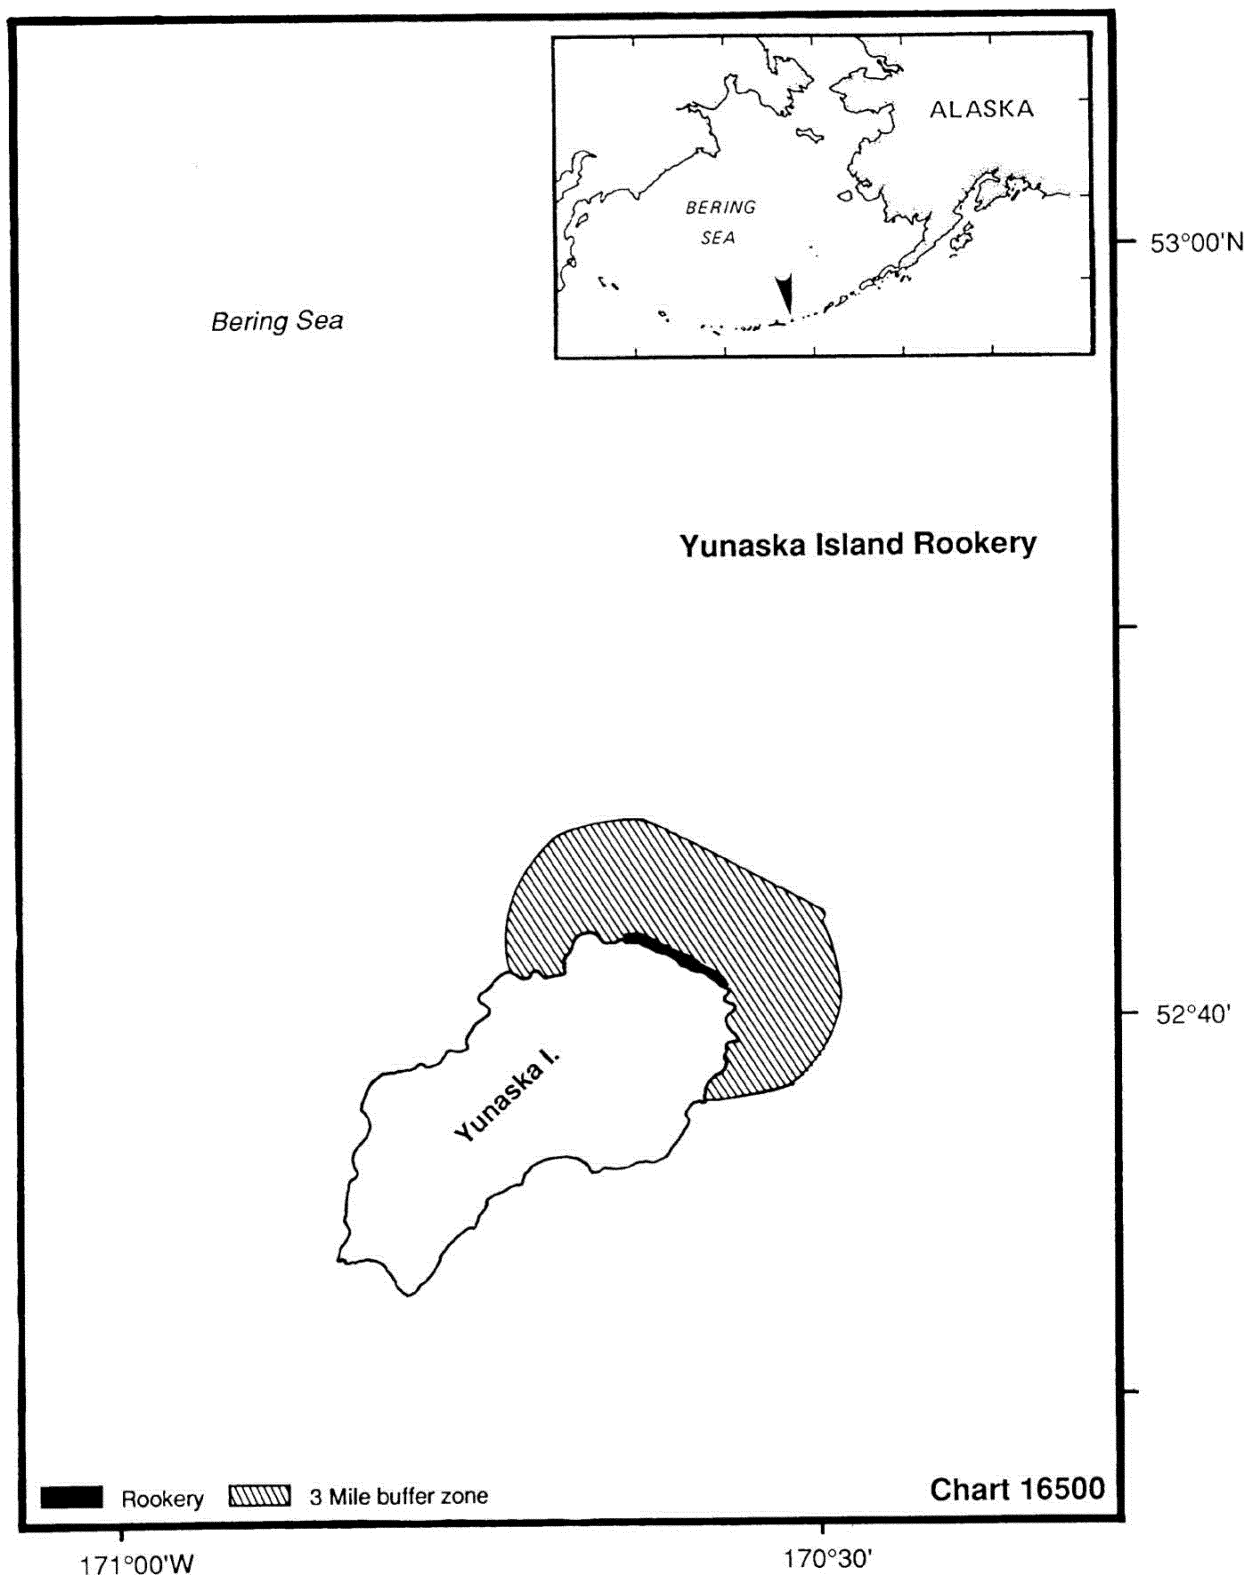 ALASKA
BERING
SEA
53°00'N
Bering Sea
Yunaska Island Rookery
52°40'
Yunaska I.
Rookery
3 Mile buffer zone
Chart 16500
171°00'W
170°30'